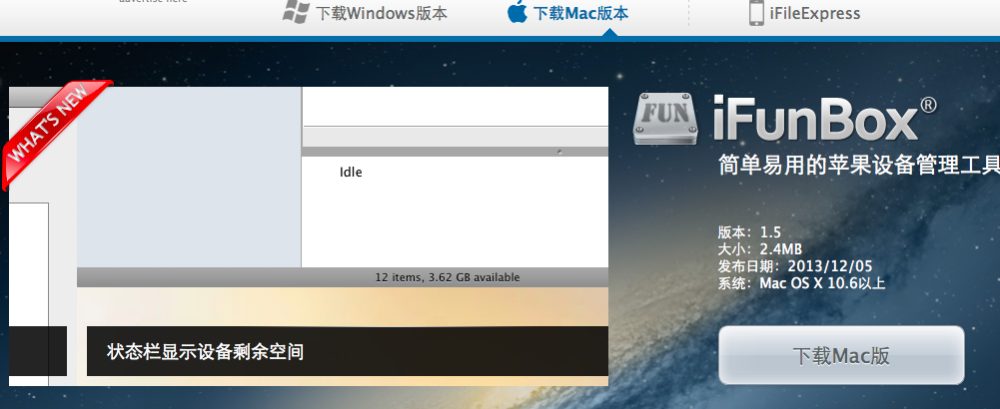 advertise here
下载Windows版本
下载Mac版本
iFileExpress
WHAT'S NEW
Idle
12 items, 3.62 GB available
状态栏显示设备剩余空间
FUN
iFunBox®
简单易用的苹果设备管理工具
版本：1.5
大小：2.4MB
发布日期：2013/12/05
系统：Mac OS X 10.6以上
下载Mac版